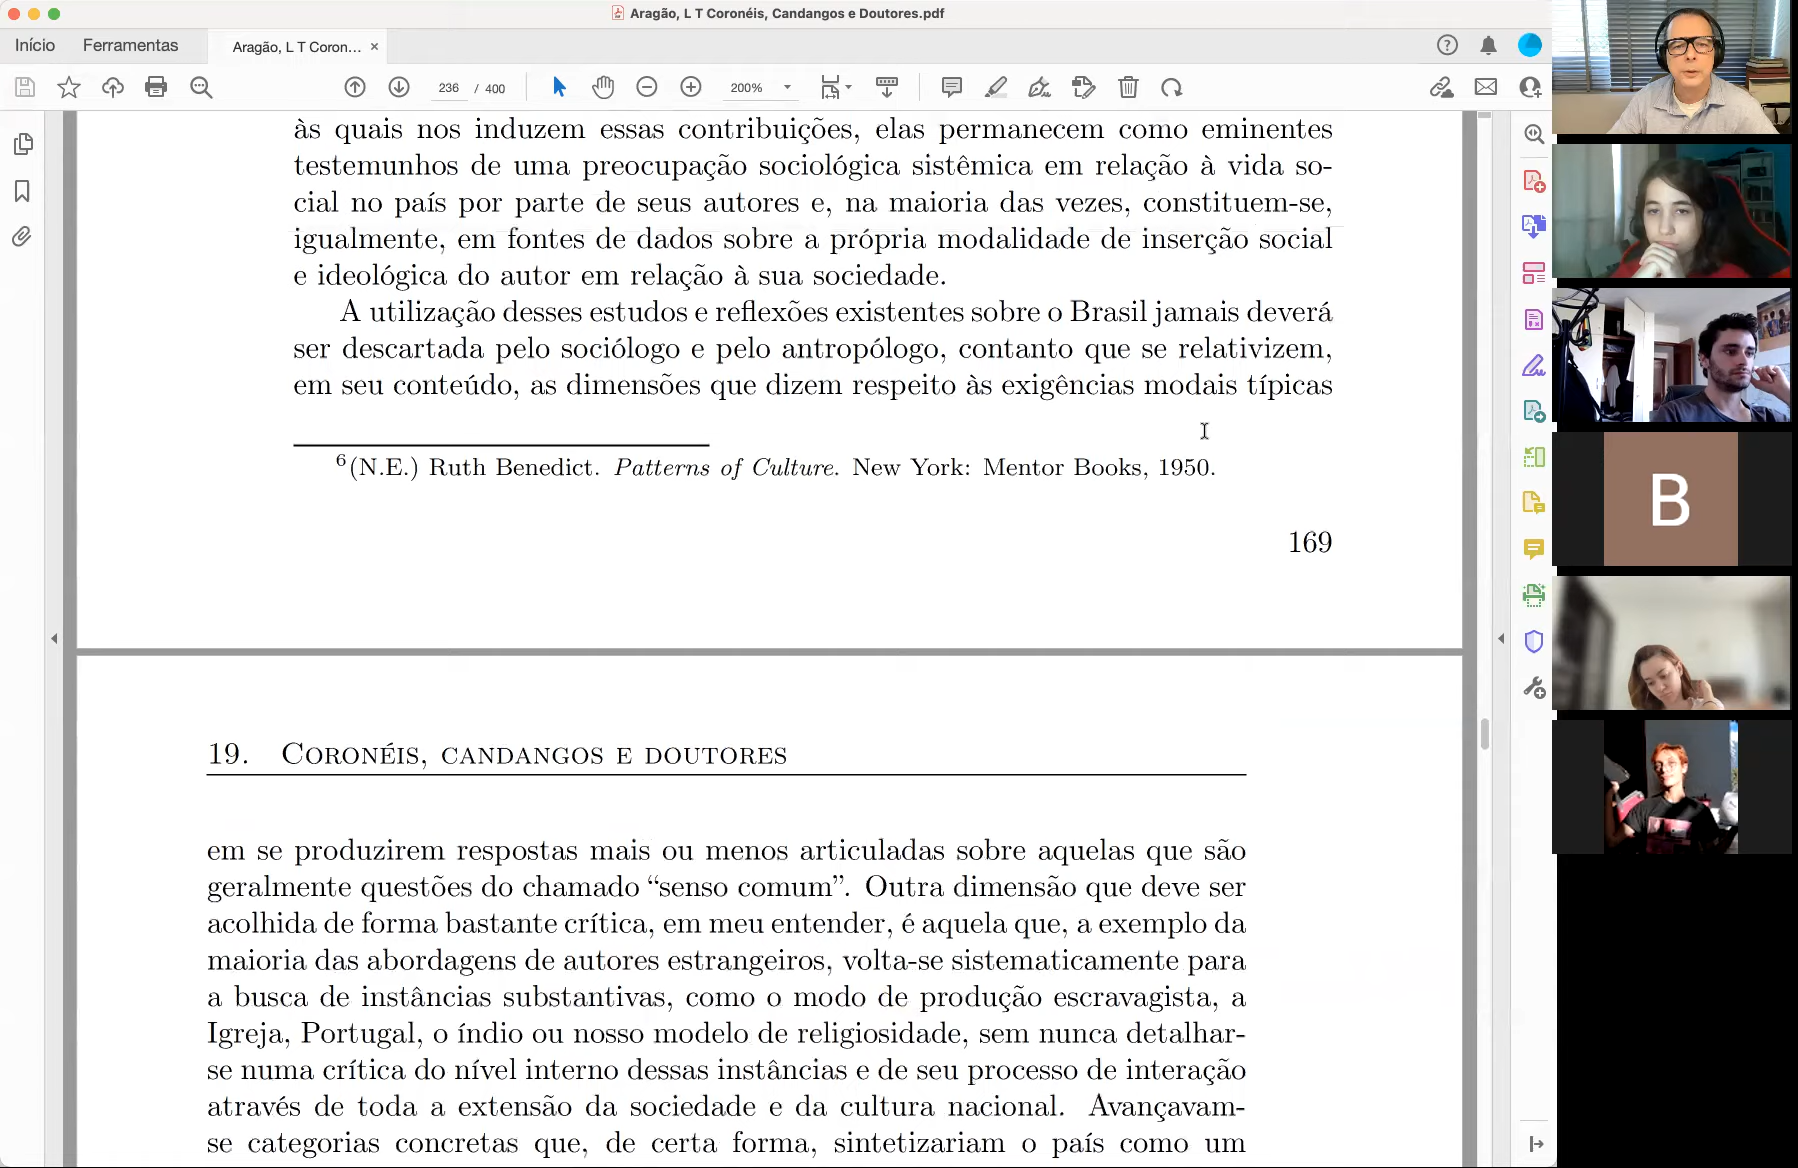 Aragão, L T Coronéis, Candangos e Doutores.pdf
Início Ferramentas Aragão, L T Coron... ×
236 / 400 200%
às quais nos induzem essas contribuições, elas permanecem como eminentes
testemunhos de uma preocupação sociológica sistêmica em relação à vida so-
cial no país por parte de seus autores e, na maioria das vezes, constituem-se,
igualmente, em fontes de dados sobre a própria modalidade de inserção social
e ideológica do autor em relação à sua sociedade.
A utilização desses estudos e reflexões existentes sobre o Brasil jamais deverá
ser descartada pelo sociólogo e pelo antropólogo, contanto que se relativizem,
em seu conteúdo, as dimensões que dizem respeito às exigências modais típicas
6(N.E.) Ruth Benedict. Patterns of Culture. New York: Mentor Books, 1950.
169
19. Coronéis, candangos e doutores
em se produzirem respostas mais ou menos articuladas sobre aquelas que são
geralmente questões do chamado “senso comum”. Outra dimensão que deve ser
acolhida de forma bastante crítica, em meu entender, é aquela que, a exemplo da
maioria das abordagens de autores estrangeiros, volta-se sistematicamente para
a busca de instâncias substantivas, como o modo de produção escravagista, a
Igreja, Portugal, o índio ou nosso modelo de religiosidade, sem nunca detalhar-
se numa crítica do nível interno dessas instâncias e de seu processo de interação
através de toda a extensão da sociedade e da cultura nacional. Avançavam-
se categorias concretas que, de certa forma, sintetizariam o país como um
B